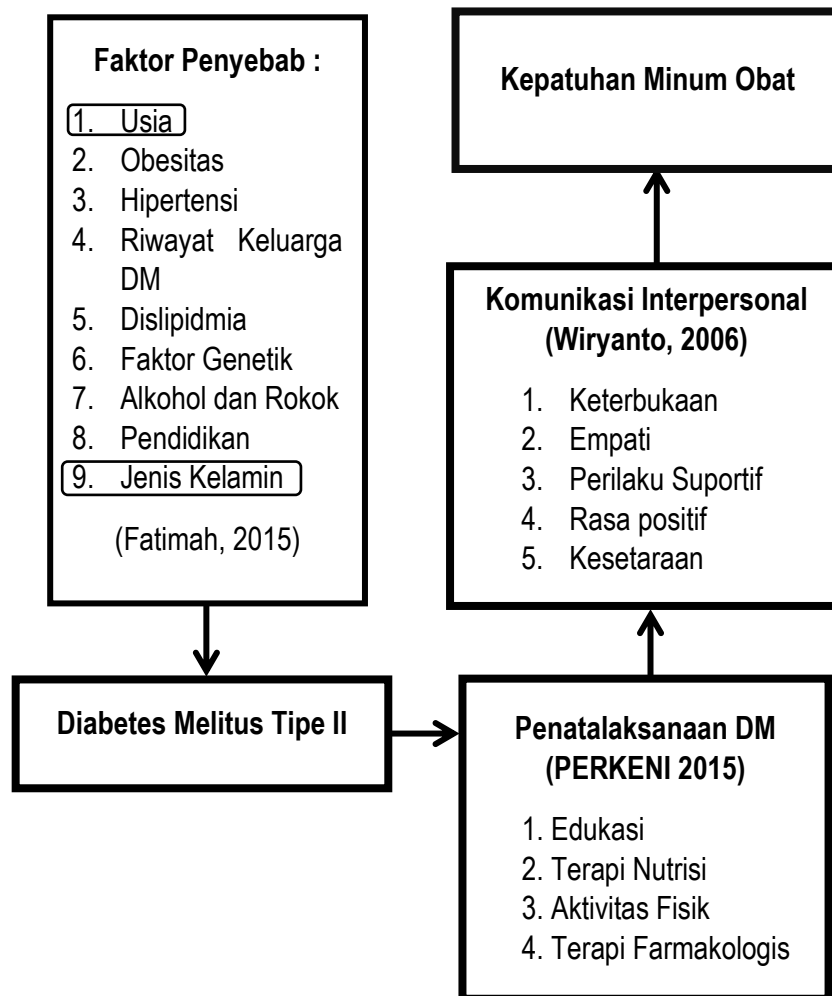 Faktor Penyebab :
1. Usia
2. Obesitas
3. Hipertensi
4. Riwayat Keluarga
DM
5. Dislipidmia
6. Faktor Genetik
7. Alkohol dan Rokok
8. Pendidikan
9. Jenis Kelamin
(Fatimah, 2015)
Diabetes Melitus Tipe II
Penatalaksanaan DM
(PERKENI 2015)
1. Edukasi
2. Terapi Nutrisi
3. Aktivitas Fisik
4. Terapi Farmakologis
Komunikasi Interpersonal
(Wiryanto, 2006)
1. Keterbukaan
2. Empati
3. Perilaku Suportif
4. Rasa positif
5. Kesetaraan
Kepatuhan Minum Obat